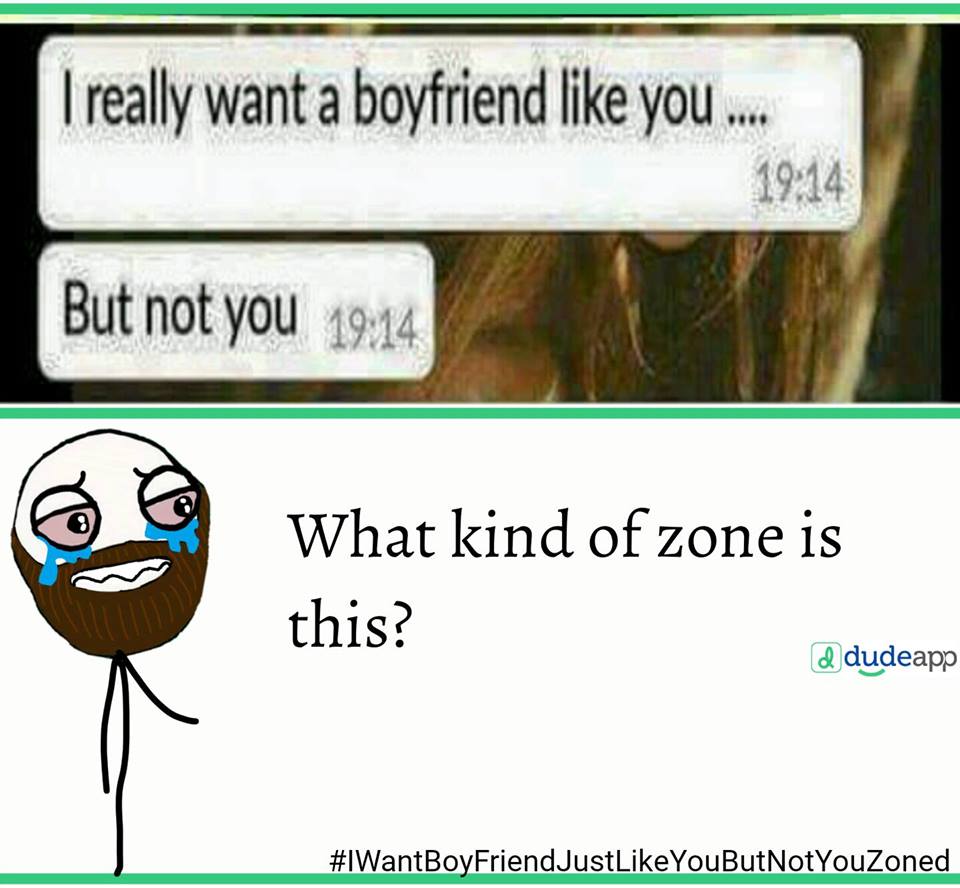 I really want a boyfriend like you ....
19:14
But not you 19:14
What kind of zone is
this?
d dudeapp
#IWantBoyFriendJustLikeYouButNotYouZoned